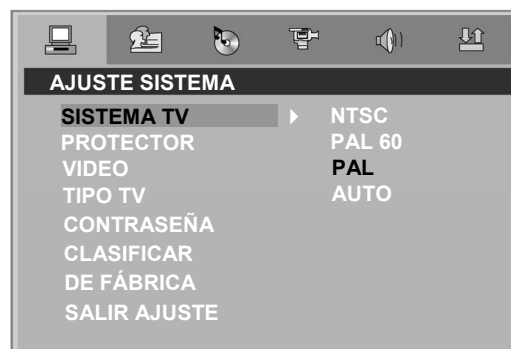 AJUSTE SISTEMA
SISTEMA TV NTSC
PROTECTOR PAL 60
VIDEO PAL
TIPO TV AUTO
CONTRASEÑA
CLASIFICAR
DE FÁBRICA
SALIR AJUSTE